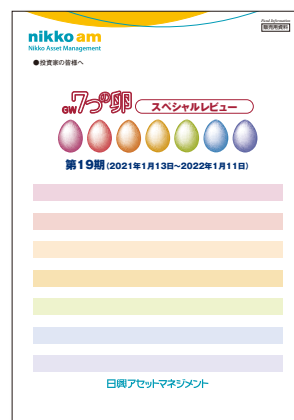 Fund Information
販売用資料
nikko am
Nikko Asset Management
●投資家の皆様へ
GW7つの卵
スペシャルレビュー
第19期(2021年1月13日~2022年1月11日)
日興アセットマネジメント